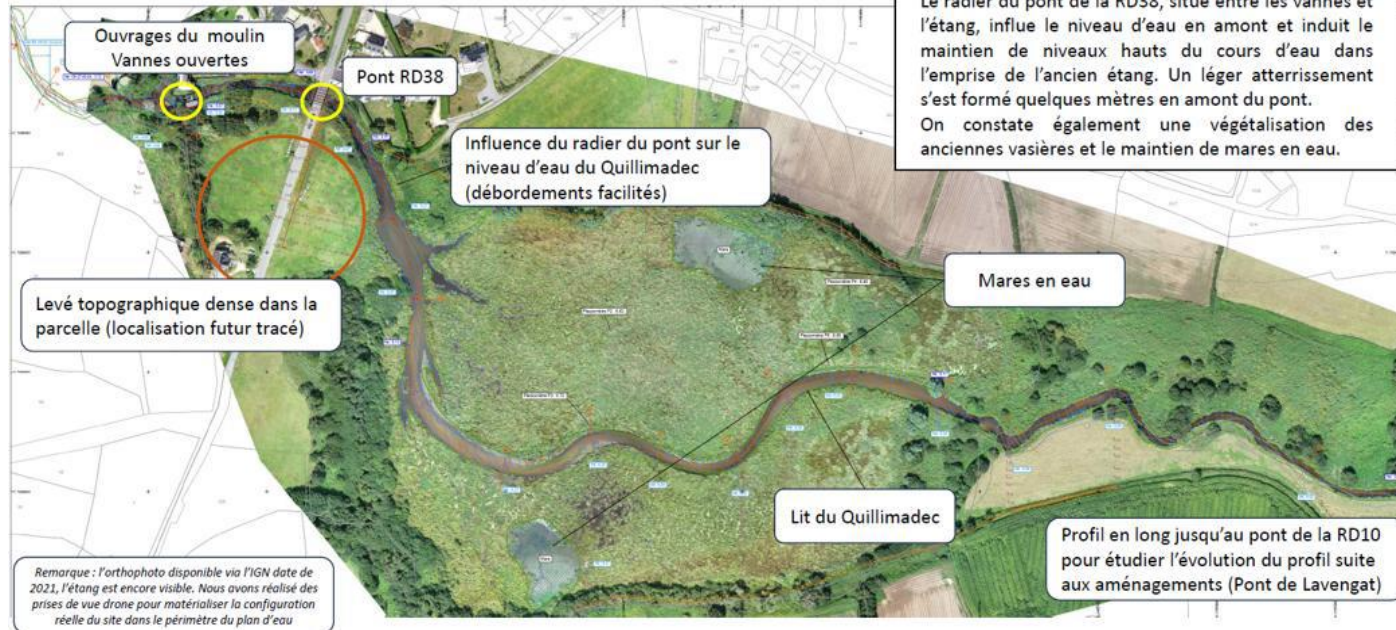 Le radier du pont de la RD38, situé entre les vannes et
l'étang, influe le niveau d'eau en amont et induit le
maintien de niveaux hauts du cours d'eau dans
l'emprise de l'ancien étang. Un léger atterrissement
s'est formé quelques mètres en amont du pont.
On constate également une végétalisation des
anciennes vasières et le maintien de mares en eau.
Ouvrages du moulin
Vannes ouvertes
Pont RD38
Influence du radier du pont sur le
niveau d'eau du Quillimadec
(débordements facilités)
Levé topographique dense dans la
parcelle (localisation futur tracé)
Mares en eau
Lit du Quillimadec
Profil en long jusqu'au pont de la RD10
pour étudier l'évolution du profil suite
aux aménagements (Pont de Lavengat)
Remarque : l'orthophoto disponible via l'IGN date de
2021, l'étang est encore visible. Nous avons réalisé des
prises de vue drone pour matérialiser la configuration
réelle du site dans le périmètre du plan d'eau